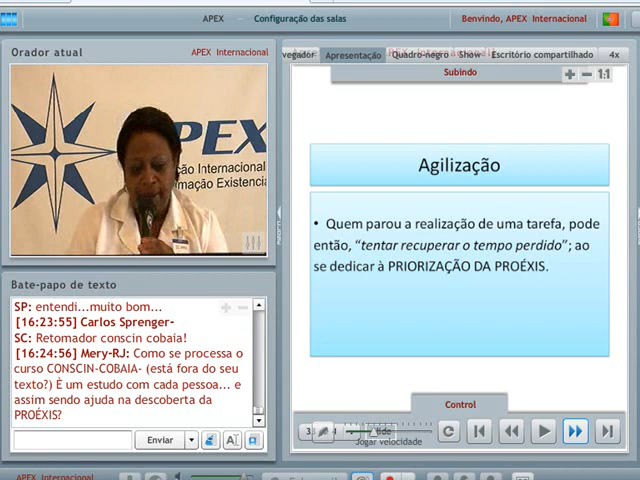 APEX – Configuração das salas
Benvindo, APEX Internacional
Orador atual
APEX Internacional
APEX
ção Internacional
mação Existencia
Bate-papo de texto
SP: entendi...muito bom...
[16:23:55] Carlos Sprenger-
SC: Retomador conscin cobaia!
[16:24:56] Mery-RJ: Como se processa o
curso CONSCIN-COBAIA- (está fora do seu
texto?) È um estudo com cada pessoa... e
assim sendo ajuda na descoberta da
PROÉXIS?
Enviar
APEX Internacional
vegador Apresentação Quadro-negro Show Escritório compartilhado 4x
Subindo
1:1
Agilização
• Quem parou a realização de uma tarefa, pode
então, “tentar recuperar o tempo perdido”; ao
se dedicar à PRIORIZAÇÃO DA PROÉXIS.
Control
Jogar velocidade